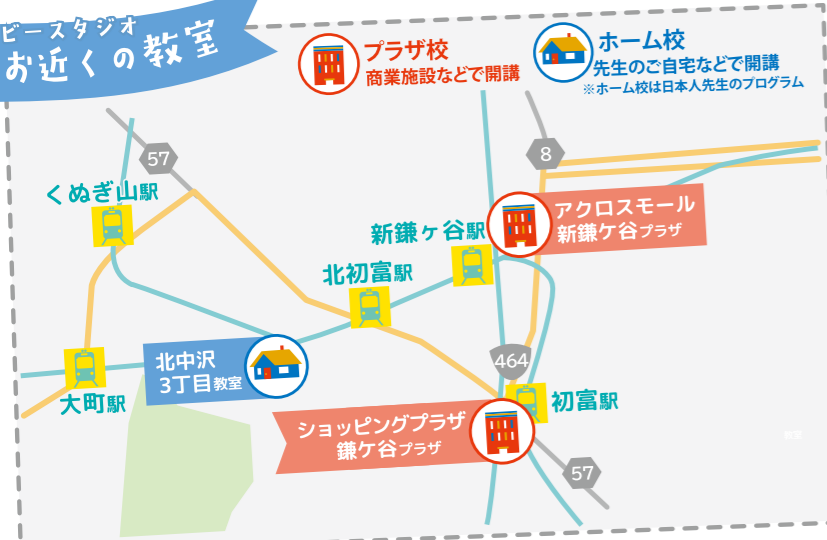 ビースタジオ
お近くの教室
プラザ校
商業施設などで開講
ホーム校
先生のご自宅などで開講
※ホーム校は日本人先生のプログラム
57
8
くぬぎ山駅
アクロスモール
新鎌ケ谷プラザ
新鎌ヶ谷駅
北初富駅
北中沢
3丁目教室
464
大町駅
初富駅
ショッピングプラザ
鎌ケ谷プラザ
教室
57